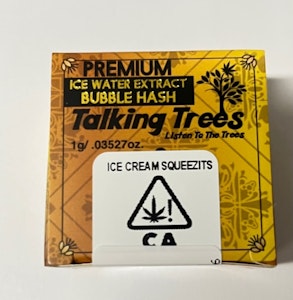 PREMIUM
ICE WATER EXTRACT
BUBBLE HASH
Talking Trees
Listen To The Trees
1g/ .03527oz.
ICE CREAM SQUEEZITS
!
CA